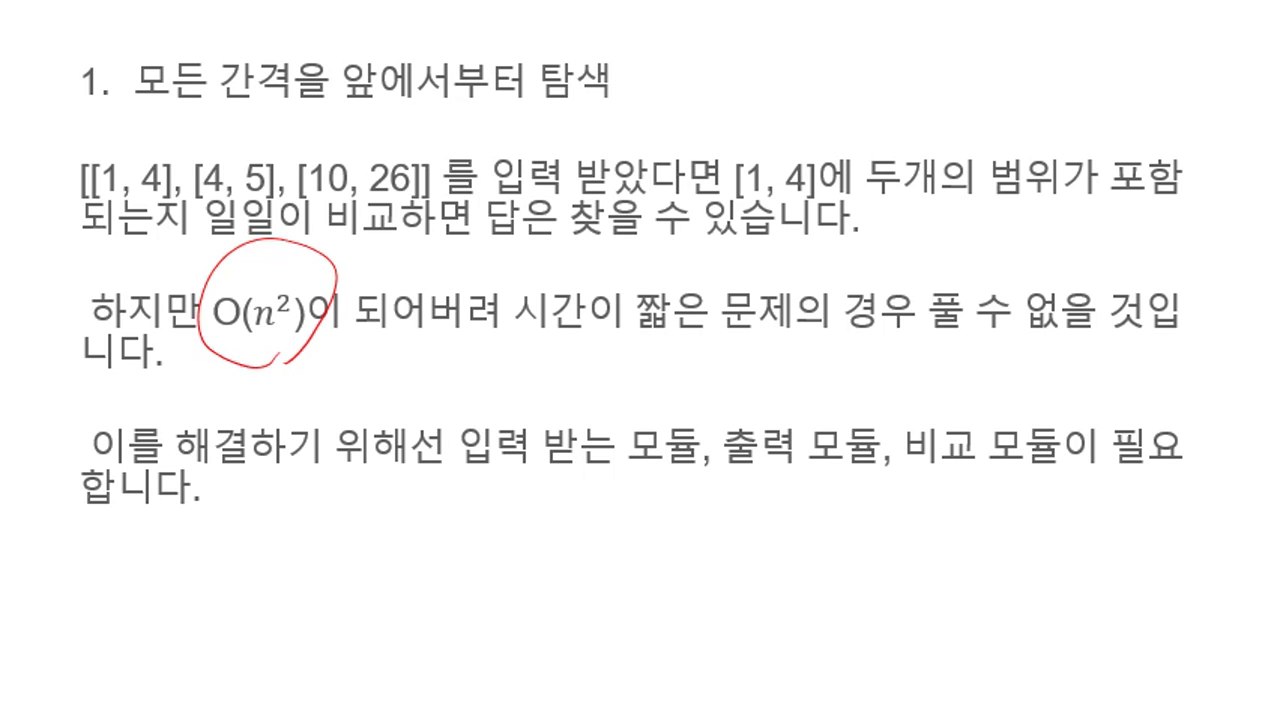 1. 모든 간격을 앞에서부터 탐색
[[1, 4], [4, 5], [10, 26]] 를 입력 받았다면 [1, 4]에 두개의 범위가 포함
되는지 일일이 비교하면 답은 찾을 수 있습니다.
하지만 O(n²)이 되어버려 시간이 짧은 문제의 경우 풀 수 없을 것입
니다.
이를 해결하기 위해선 입력 받는 모듈, 출력 모듈, 비교 모듈이 필요
합니다.